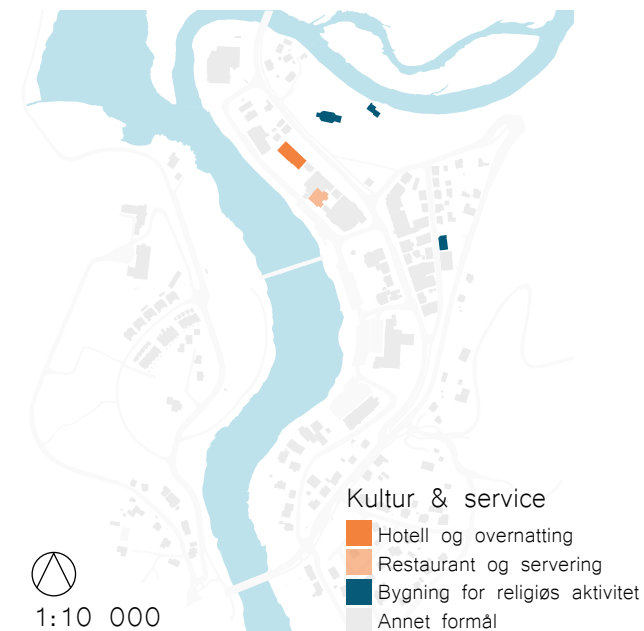 Kultur & service
Hotell og overnatting
Restaurant og servering
Bygning for religiøs aktivitet
Annet formål
1:10 000